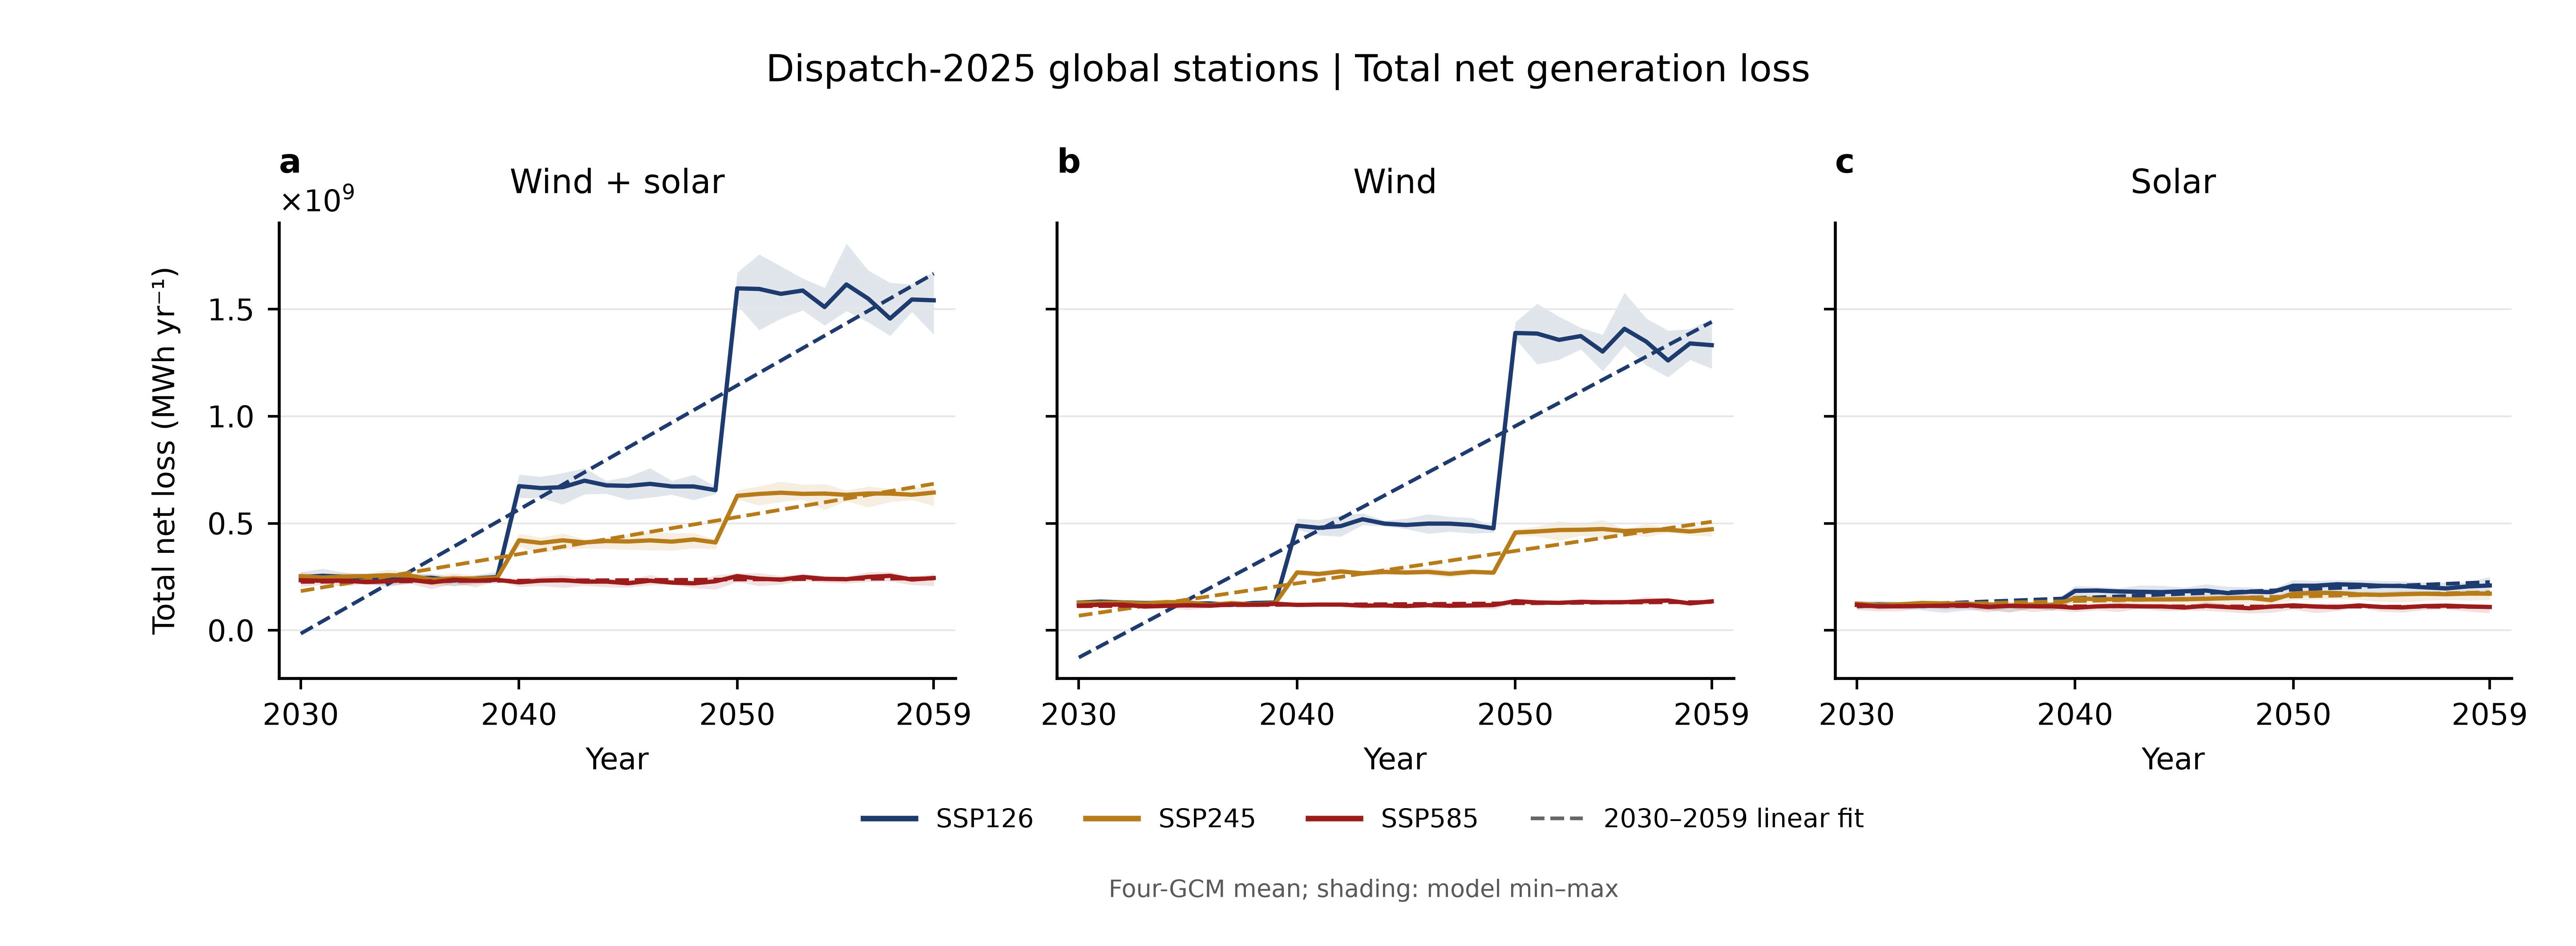 Dispatch-2025 global stations | Total net generation loss
a
×10⁹
Wind + solar
Total net loss (MWh yr⁻¹)
1.5
1.0
0.5
0.0
2030 2040 2050 2059
Year
b
Wind
2030 2040 2050 2059
Year
c
Solar
2030 2040 2050 2059
Year
SSP126 SSP245 SSP585 2030–2059 linear fit
Four-GCM mean; shading: model min–max